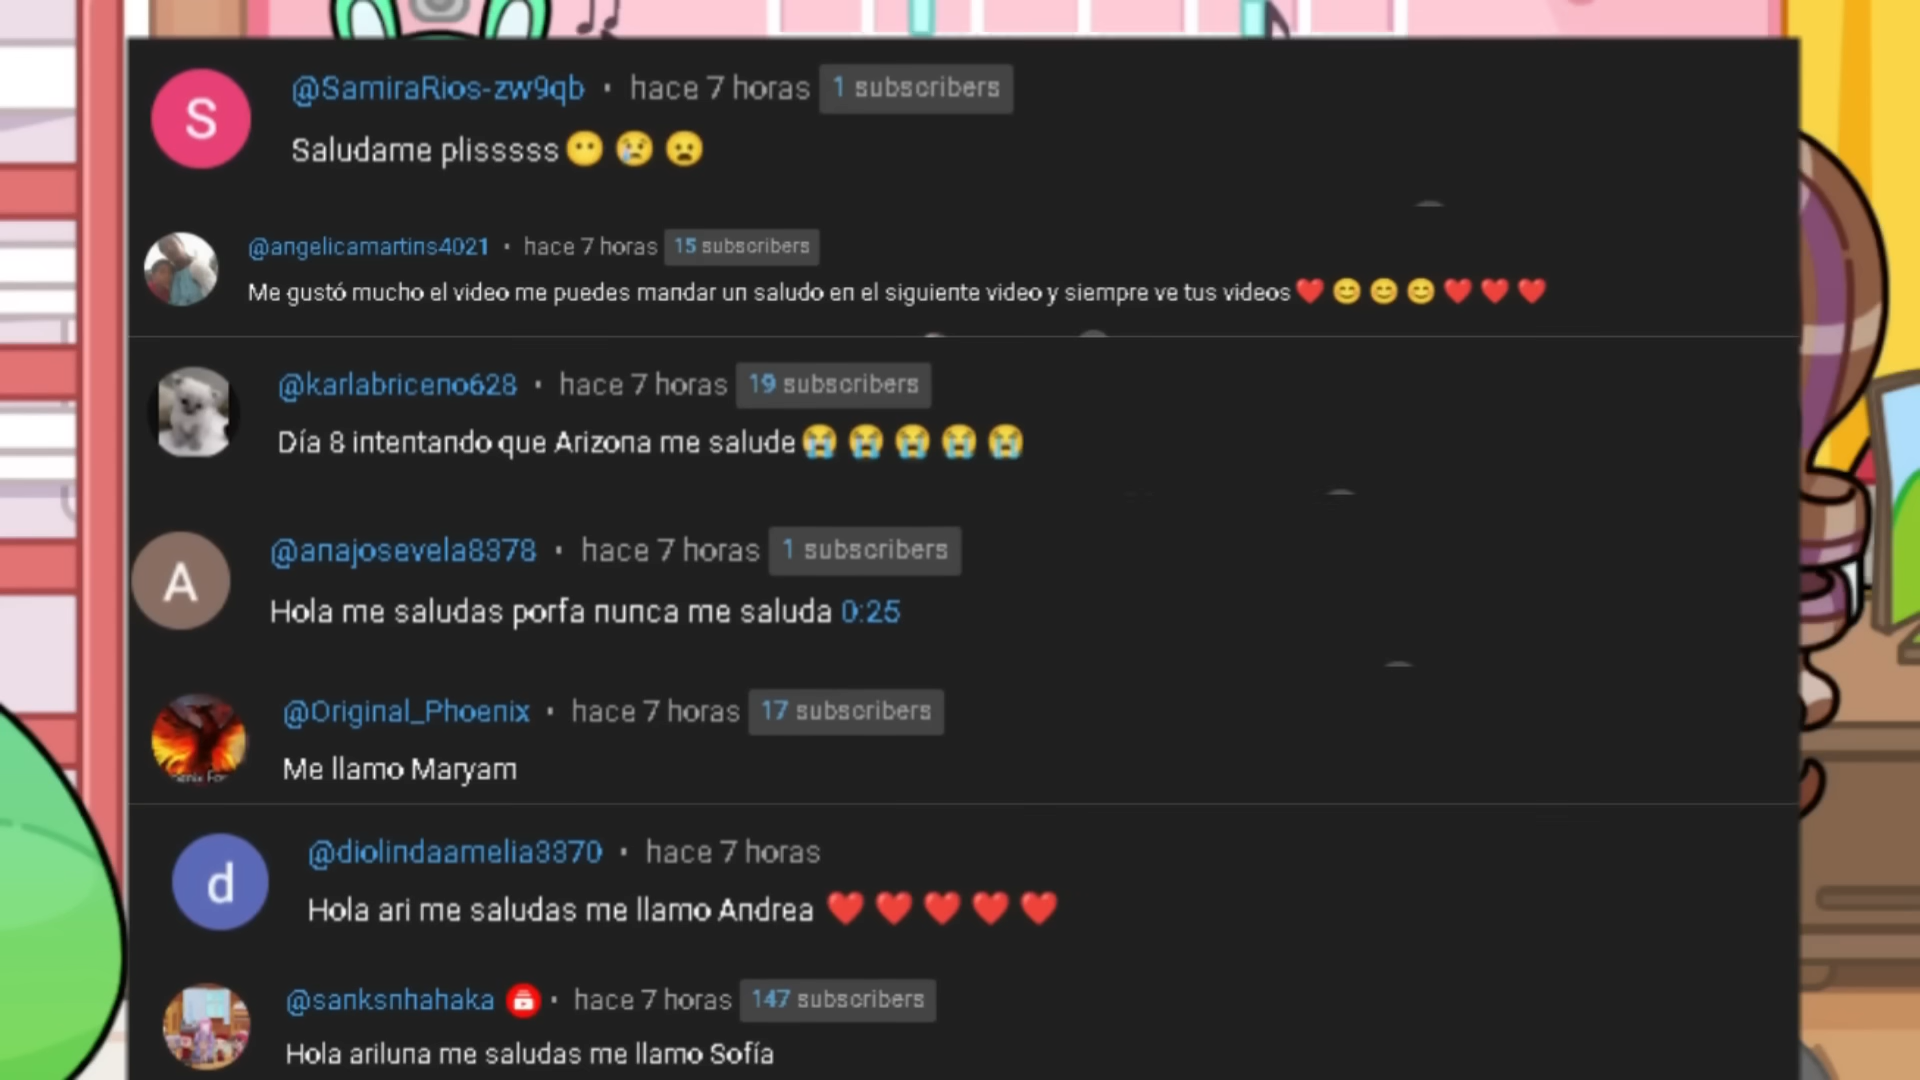 S
@SamiraRios-zw9qb · hace 7 horas 1 subscribers
Saludame plisssss😶 😢 😦
@angelicamartins4021 · hace 7 horas 15 subscribers
Me gustó mucho el video me puedes mandar un saludo en el siguiente video y siempre ve tus videos❤️ 😊 😊 😊 ❤️ ❤️ ❤️
@karlabriceno628 · hace 7 horas 19 subscribers
Día 8 intentando que Arizona me salude😭 😭 😭 😭 😭
A
@anajosevela8378 · hace 7 horas 1 subscribers
Hola me saludas porfa nunca me saluda 0:25
@Original_Phoenix · hace 7 horas 17 subscribers
Me llamo Maryam
d
@diolindaamelia3370 · hace 7 horas
Hola ari me saludas me llamo Andrea ❤️ ❤️ ❤️ ❤️ ❤️
@sanksnhahaka · hace 7 horas 147 subscribers
Hola ariluna me saludas me llamo Sofía